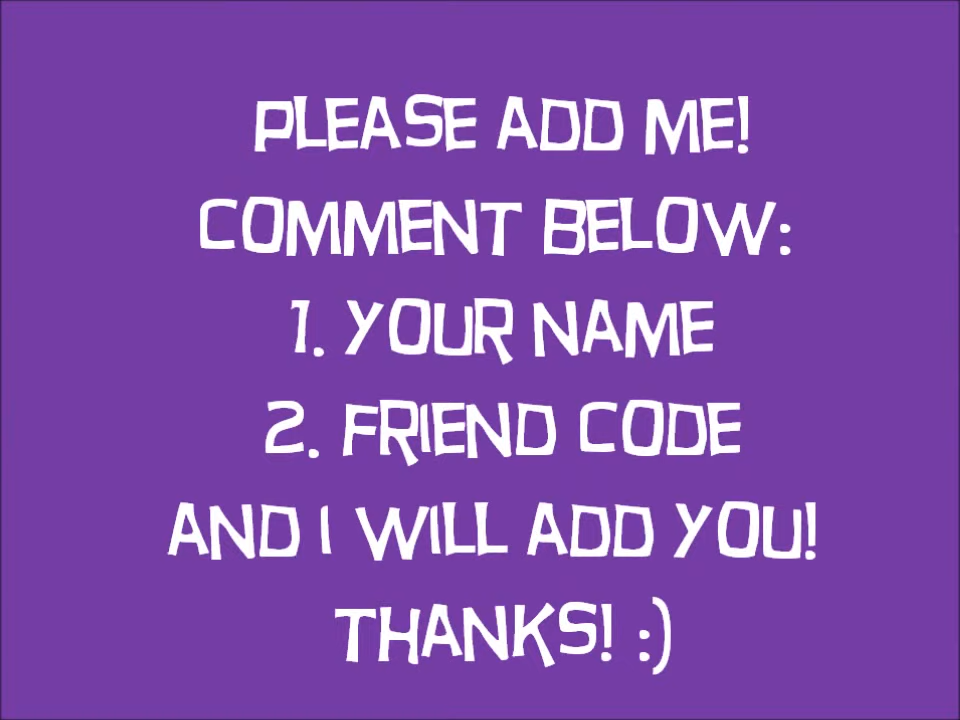 PLEASE ADD ME!
COMMENT BELOW:
1. YOUR NAME
2. FRIEND CODE
AND I WILL ADD YOU!
THANKS! :)